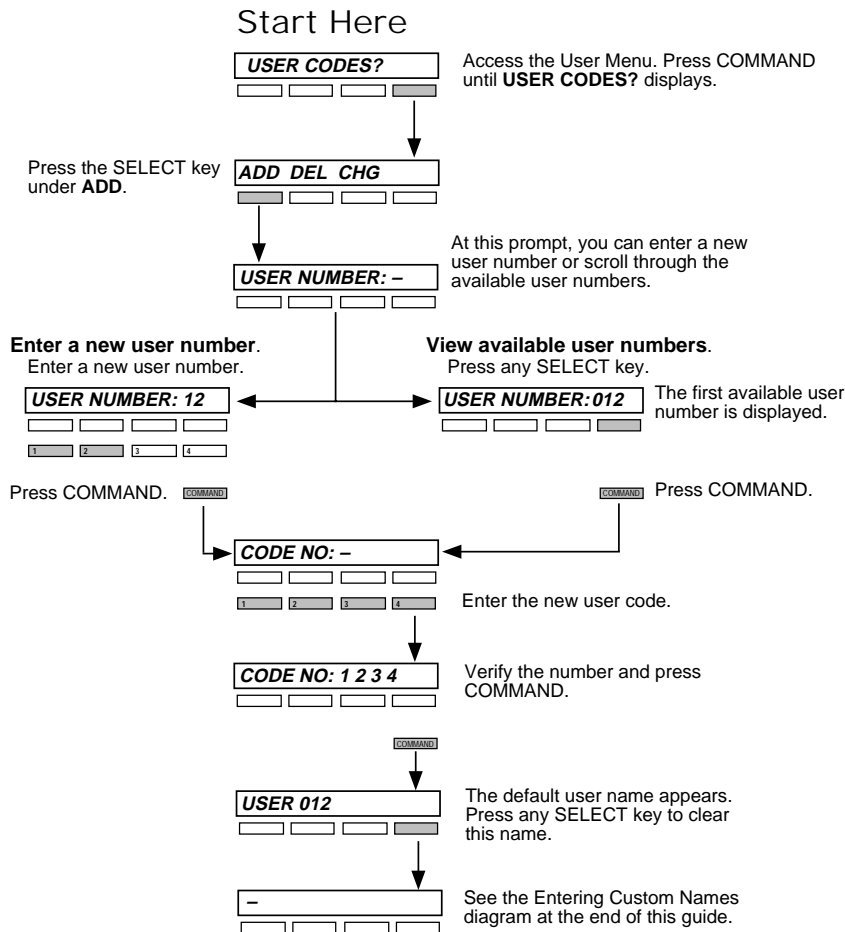 Start Here
USER CODES?
Access the User Menu. Press COMMAND
until USER CODES? displays.
Press the SELECT key
under ADD.
ADD DEL CHG
At this prompt, you can enter a new
user number or scroll through the
available user numbers.
USER NUMBER: –
Enter a new user number.
Enter a new user number.
USER NUMBER: 12
1 2 3 4
View available user numbers.
Press any SELECT key.
USER NUMBER: 012
The first available user
number is displayed.
Press COMMAND. COMMAND
COMMAND Press COMMAND.
CODE NO: –
1 2 3 4
Enter the new user code.
CODE NO: 1 2 3 4
Verify the number and press
COMMAND.
COMMAND
USER 012
The default user name appears.
Press any SELECT key to clear
this name.
–
See the Entering Custom Names
diagram at the end of this guide.